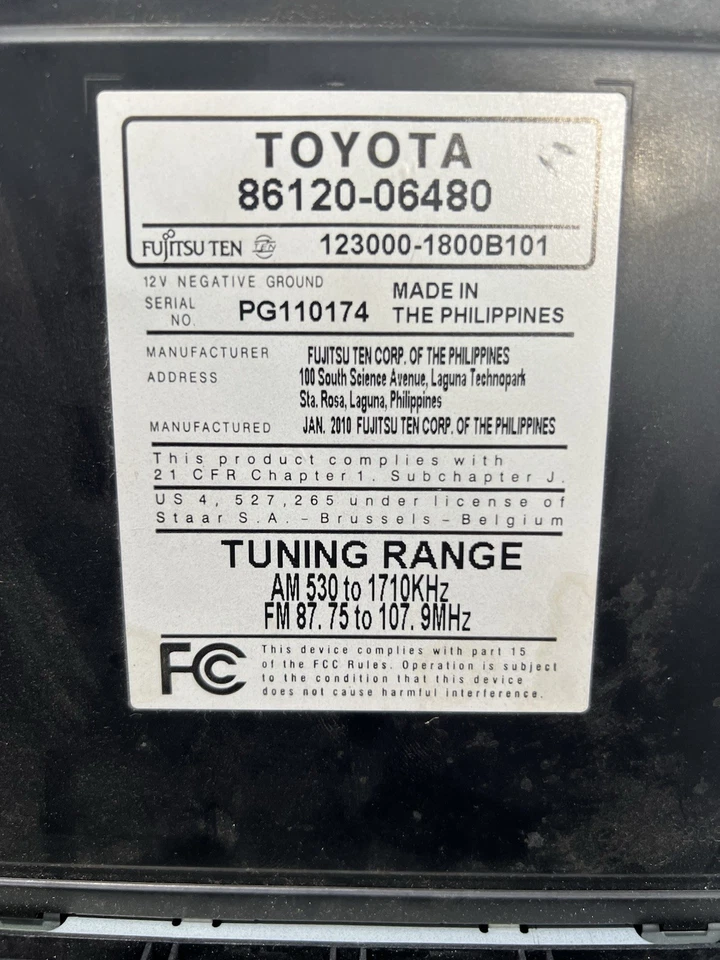 TOYOTA
86120-06480
FUJITSU TEN TEN 123000-1800B101
12V NEGATIVE GROUND
SERIAL NO. PG110174
MADE IN
THE PHILIPPINES
MANUFACTURER FUJITSU TEN CORP. OF THE PHILIPPINES
ADDRESS 100 South Science Avenue, Laguna Technopark
Sta. Rosa, Laguna, Philippines
MANUFACTURED JAN. 2010 FUJITSU TEN CORP. OF THE PHILIPPINES
This product complies with
21 CFR Chapter 1. Subchapter J.
US 4, 527, 265 under license of
Staar S.A. - Brussels - Belgium
TUNING RANGE
AM 530 to 1710KHz
FM 87.75 to 107.9MHz
FC This device complies with part 15
of the FCC Rules. Operation is subject
to the condition that this device
does not cause harmful interference.